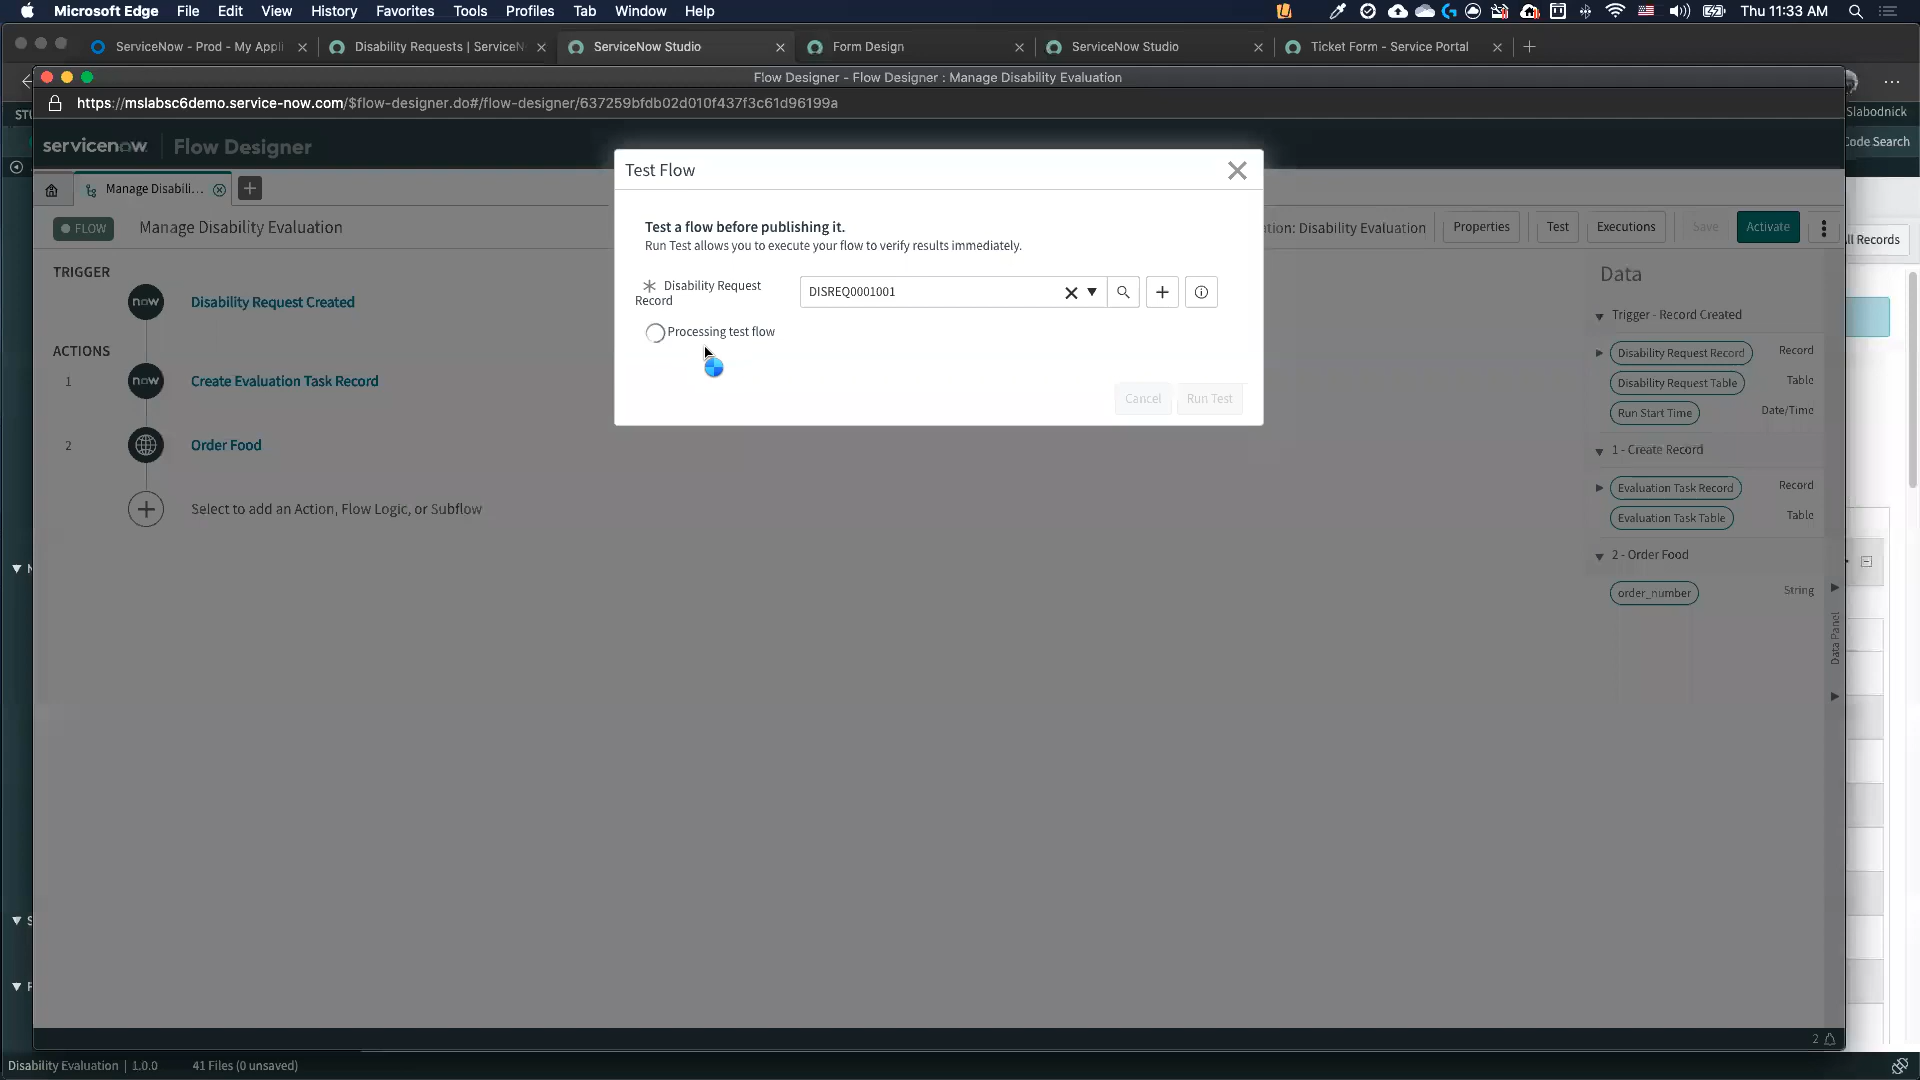 Microsoft Edge File Edit View History Favorites Tools Profiles Tab Window Help Thu 11:33 AM
ServiceNow - Prod - My Appli Disability Requests | ServiceN ServiceNow Studio Form Design ServiceNow Studio Ticket Form - Service Portal
Flow Designer - Flow Designer : Manage Disability Evaluation
https://mslabsc6demo.service-now.com/$flow-designer.do#/flow-designer/637259bfdb02d010f437f3c61d96199a
Slabodnick
servicenow Flow Designer
Code Search
Test Flow
Manage Disabili...
FLOW Manage Disability Evaluation
Test a flow before publishing it.
Run Test allows you to execute your flow to verify results immediately.
tion: Disability Evaluation Properties Test Executions Save Activate
ll Records
TRIGGER
now Disability Request Created
ACTIONS
1 now Create Evaluation Task Record
2 Order Food
Select to add an Action, Flow Logic, or Subflow
Disability Request
Record
DISREQ0001001
Processing test flow
Cancel Run Test
Data
Trigger - Record Created
Disability Request Record Record
Disability Request Table Table
Run Start Time Date/Time
1 - Create Record
Evaluation Task Record Record
Evaluation Task Table Table
2 - Order Food
order_number String
Data Panel
2
Disability Evaluation | 1.0.0 41 Files (0 unsaved)